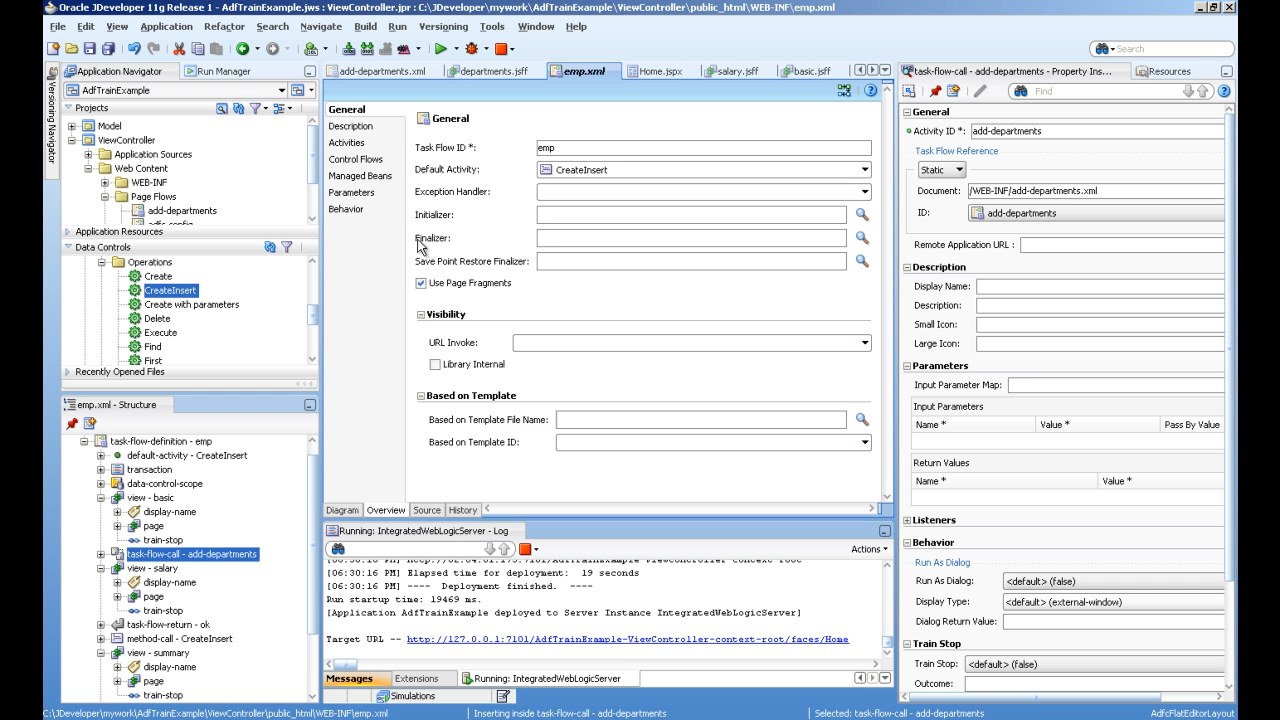 Oracle JDeveloper 11g Release 1 - AdfTrainExample.jws : ViewController.jpr : C:\JDeveloper\mywork\AdfTrainExample\ViewController\public_html\WEB-INF\emp.xml
File Edit View Application Refactor Search Navigate Build Run Versioning Tools Window Help
Search
Application Navigator
Run Manager
AdfTrainExample
Projects
Model
ViewController
Application Sources
Web Content
WEB-INF
Page Flows
add-departments
Application Resources
Data Controls
Operations
Create
CreateInsert
Create with parameters
Delete
Execute
Find
First
Recently Opened Files
Versioning Navigator
emp.xml - Structure
task-flow-definition - emp
default-activity - CreateInsert
transaction
data-control-scope
view - basic
display-name
page
train-stop
task-flow-call - add-departments
view - salary
display-name
page
train-stop
task-flow-return - ok
method-call - CreateInsert
view - summary
display-name
page
train-stop
add-departments.xml
departments.jsff
emp.xml
Home.jspx
salary.jsff
basic.jsff
General
Description
Activities
Control Flows
Managed Beans
Parameters
Behavior
General
Task Flow ID *: emp
Default Activity: CreateInsert
Exception Handler:
Initializer:
Finalizer:
Save Point Restore Finalizer:
Use Page Fragments
Visibility
URL Invoke:
Library Internal
Based on Template
Based on Template File Name:
Based on Template ID:
Diagram Overview Source History
Running: IntegratedWebLogicServer - Log
Actions
[06:30:16 PM] Elapsed time for deployment: 19 seconds
[06:30:16 PM] ---- Deployment finished. ----
Run startup time: 19469 ms.
[Application AdfTrainExample deployed to Server Instance IntegratedWebLogicServer]
Target URL -- http://127.0.0.1:7101/AdfTrainExample-ViewController-context-root/faces/Home
Messages Extensions Running: IntegratedWebLogicServer
Simulations
task-flow-call - add-departments - Property Ins...
Resources
Find
General
Activity ID *: add-departments
Task Flow Reference
Static
Document: /WEB-INF/add-departments.xml
ID: add-departments
Remote Application URL :
Description
Display Name:
Description:
Small Icon:
Large Icon:
Parameters
Input Parameter Map:
Input Parameters
Name * Value * Pass By Value
Return Values
Name * Value *
Listeners
Behavior
Run As Dialog
Run As Dialog: <default> (false)
Display Type: <default> (external-window)
Dialog Return Value:
Train Stop
Train Stop: <default> (false)
Outcome:
C:\JDeveloper\mywork\AdfTrainExample\ViewController\public_html\WEB-INF\emp.xml
Inserting inside task-flow-call - add-departments
Selected: task-flow-call - add-departments
AdfcFlatEditorLayout